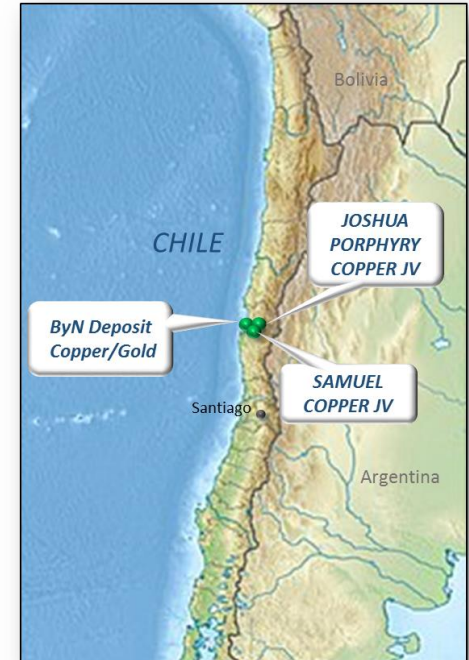 Bolivia
JOSHUA
PORPHYRY
COPPER JV
CHILE
ByN Deposit
Copper/Gold
SAMUEL
COPPER JV
Santiago
Argentina